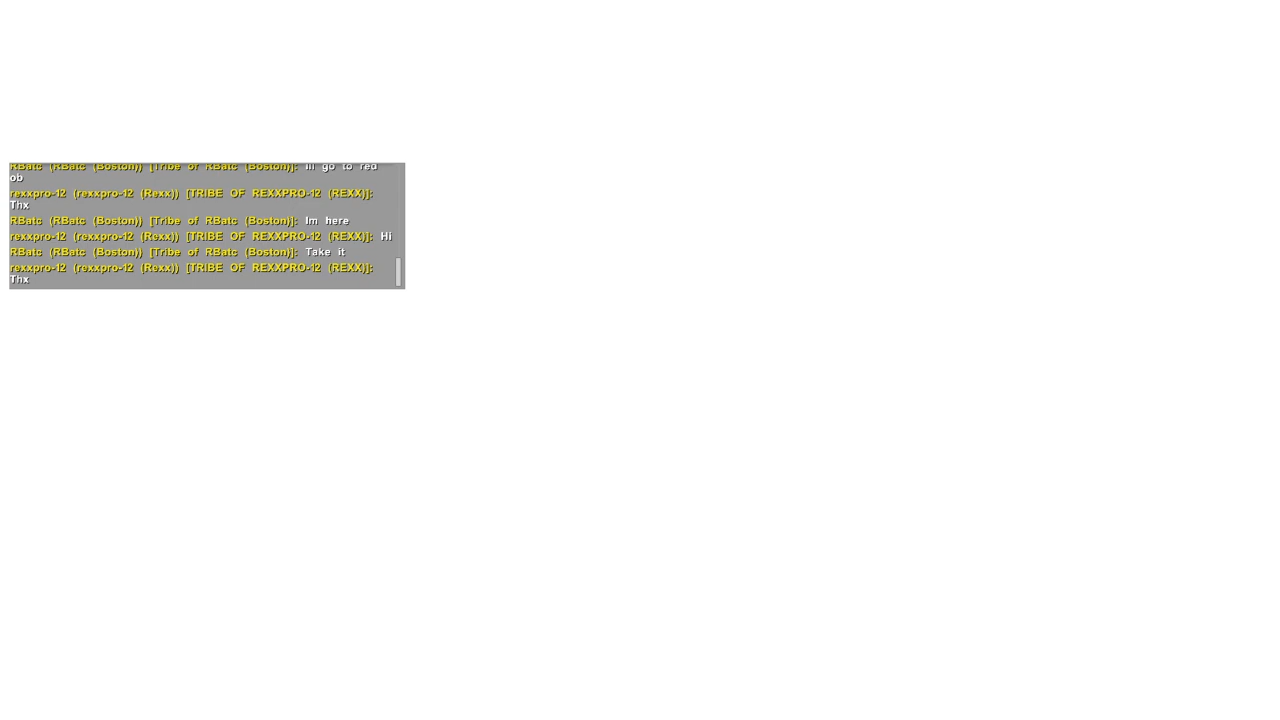 RBatc (RBatc (Boston)) [Tribe of RBatc (Boston)]: Ill go to red
ob
rexxpro-12 (rexxpro-12 (Rexx)) [TRIBE OF REXXPRO-12 (REXX)]:
Thx
RBatc (RBatc (Boston)) [Tribe of RBatc (Boston)]: Im here
rexxpro-12 (rexxpro-12 (Rexx)) [TRIBE OF REXXPRO-12 (REXX)]: Hi
RBatc (RBatc (Boston)) [Tribe of RBatc (Boston)]: Take it
rexxpro-12 (rexxpro-12 (Rexx)) [TRIBE OF REXXPRO-12 (REXX)]:
Thx